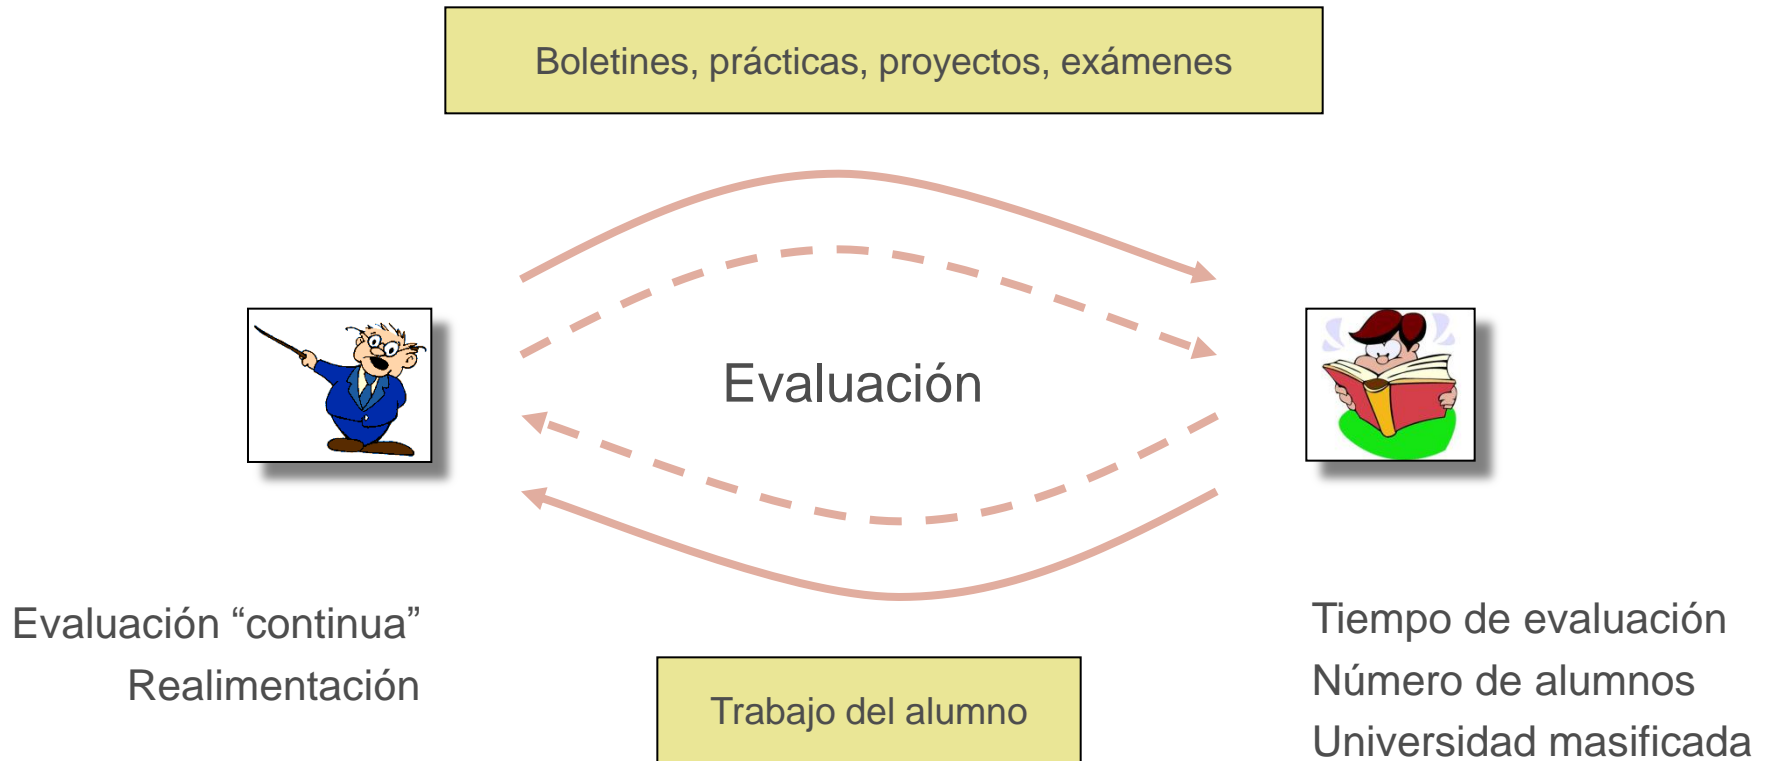 Boletines, prácticas, proyectos, exámenes
Evaluación
Evaluación “continua”
Realimentación
Trabajo del alumno
Tiempo de evaluación
Número de alumnos
Universidad masificada